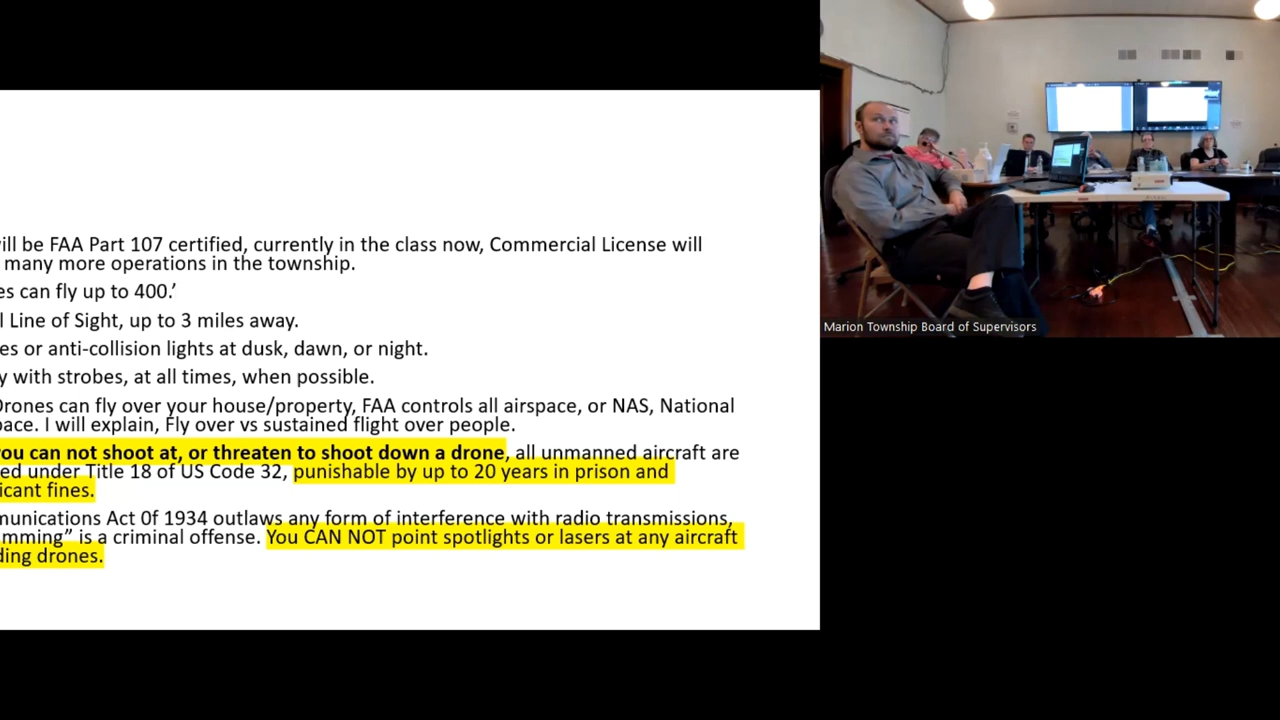 ill be FAA Part 107 certified, currently in the class now, Commercial License will
many more operations in the township.
es can fly up to 400.’
l Line of Sight, up to 3 miles away.
es or anti-collision lights at dusk, dawn, or night.
y with strobes, at all times, when possible.
Drones can fly over your house/property, FAA controls all airspace, or NAS, National
pace. I will explain, Fly over vs sustained flight over people.
ou can not shoot at, or threaten to shoot down a drone, all unmanned aircraft are
ed under Title 18 of US Code 32, punishable by up to 20 years in prison and
icant fines.
munications Act 0f 1934 outlaws any form of interference with radio transmissions,
mming” is a criminal offense. You CAN NOT point spotlights or lasers at any aircraft
ding drones.
Marion Township Board of Supervisors